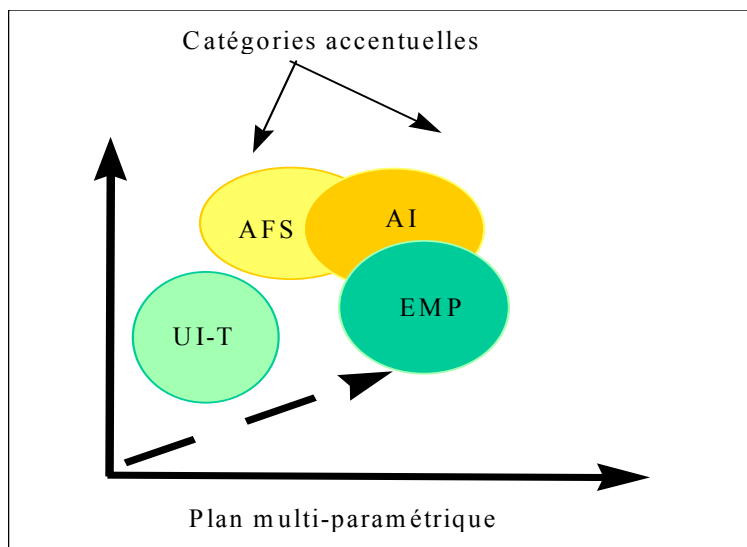 Catégories accentuelles
AFS
AI
EMP
UI-T
Plan multi-paramétrique